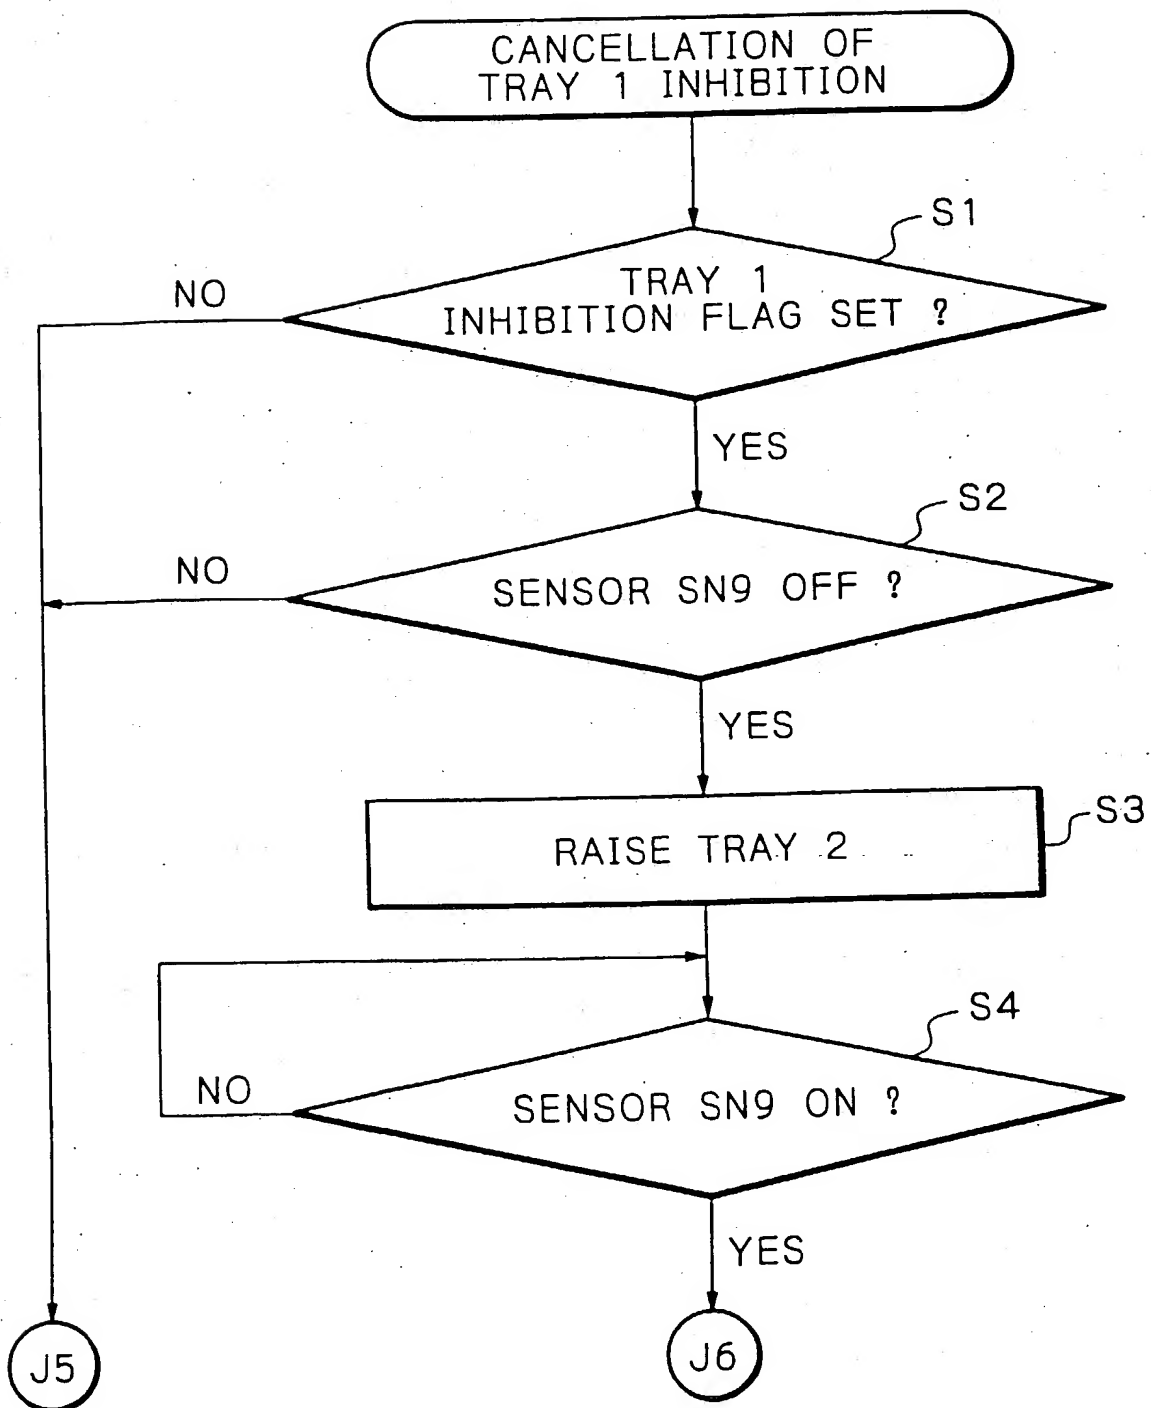 CANCELLATION OF
TRAY 1 INHIBITION
S1
TRAY 1
INHIBITION FLAG SET ?
NO
YES
S2
SENSOR SN9 OFF ?
NO
YES
S3
RAISE TRAY 2
S4
SENSOR SN9 ON ?
NO
YES
J5
J6